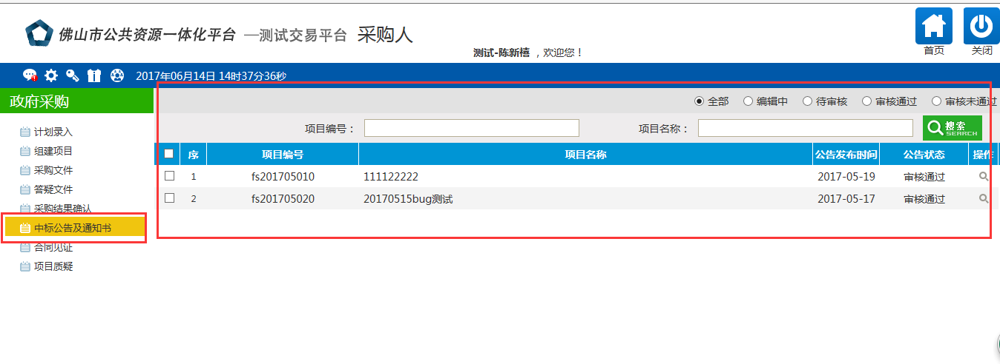 佛山市公共资源一体化平台 —测试交易平台 采购人
测试-陈新禧 ，欢迎您！
首页 关闭
2017年06月14日 14时37分36秒
政府采购
计划录入
组建项目
采购文件
答疑文件
采购结果确认
中标公告及通知书
合同见证
项目质疑
全部 编辑中 待审核 审核通过 审核未通过
项目编号： 项目名称： 搜索 SEARCH
序 项目编号 项目名称 公告发布时间 公告状态 操作
1 fs201705010 111122222 2017-05-19 审核通过
2 fs201705020 20170515bug测试 2017-05-17 审核通过